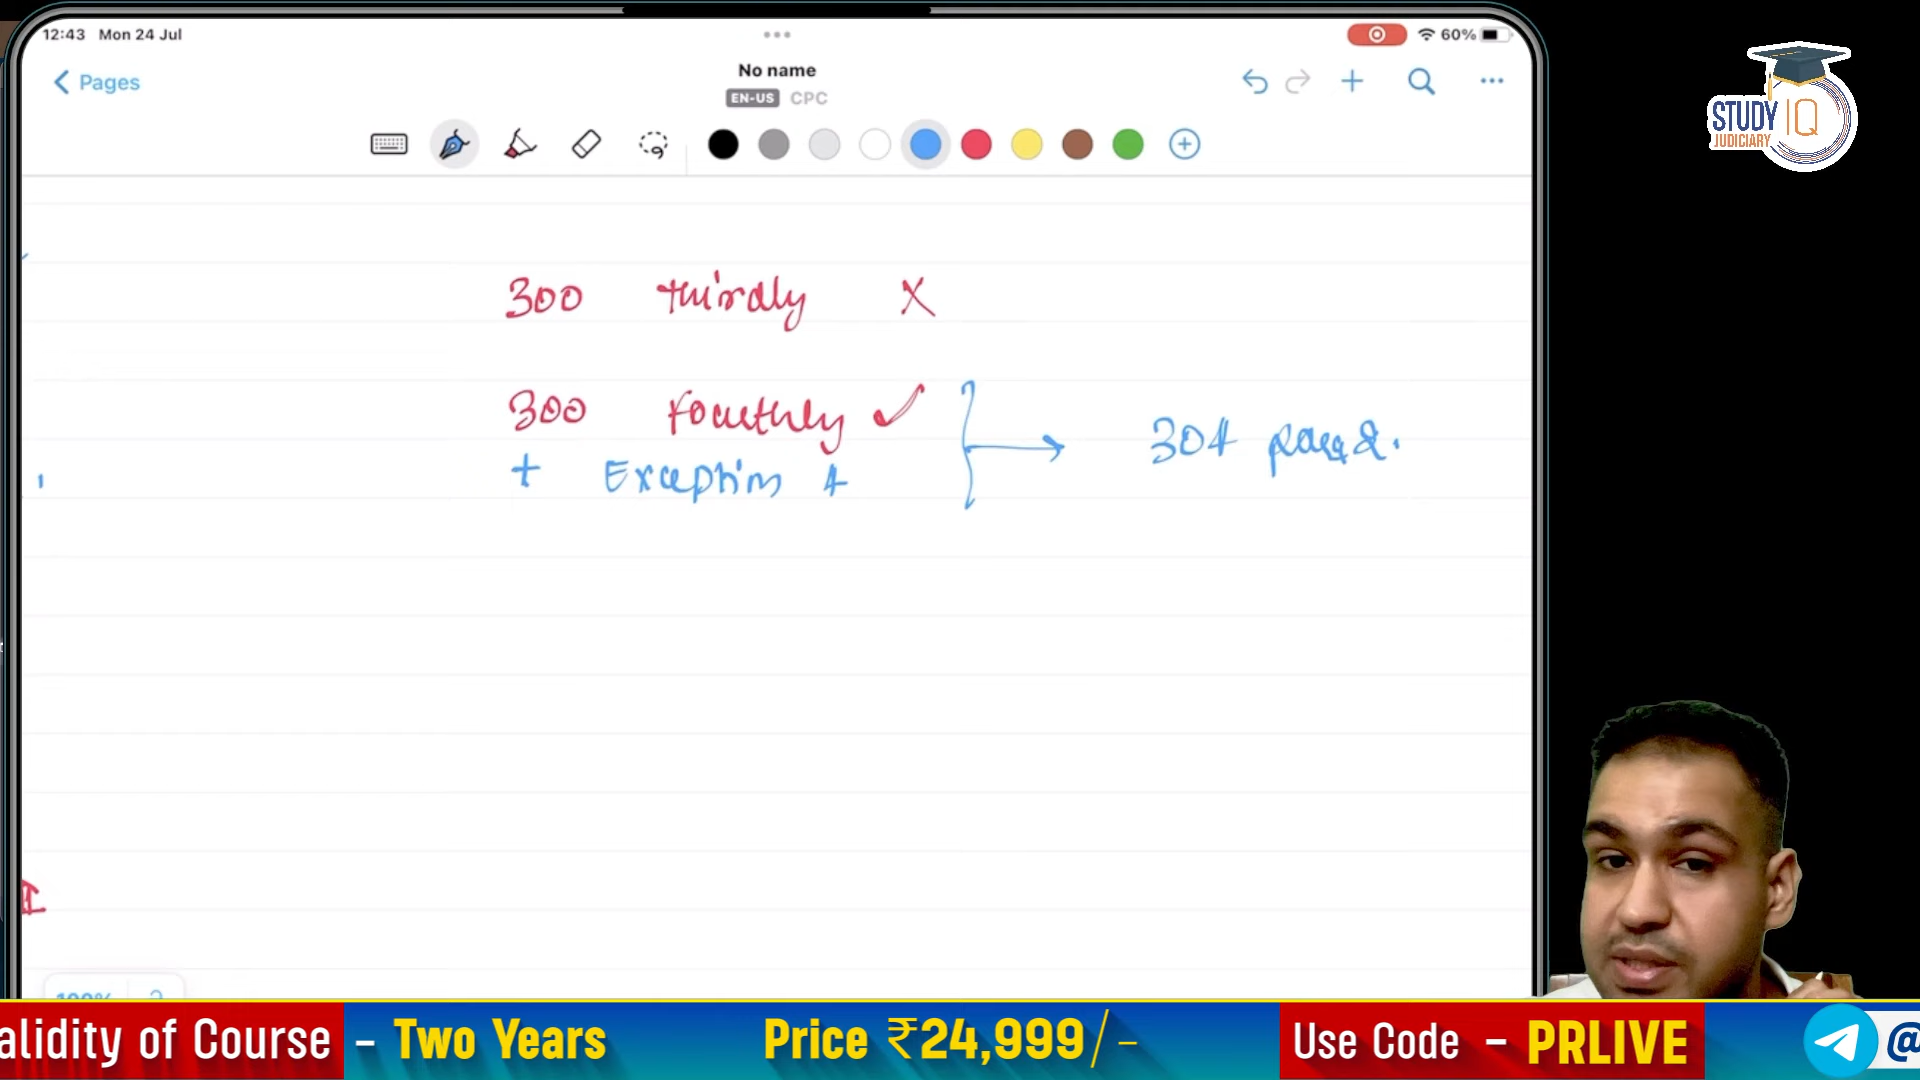 12:43 Mon 24 Jul
60%
Pages
No name
EN-US CPC
STUDY IQ
JUDICIARY
300 thirdly X
300 Fourthly ✓
+ Exception 4
304 para 2.
100%
alidity of Course – Two Years Price ₹24,999/– Use Code – PRLIVE @